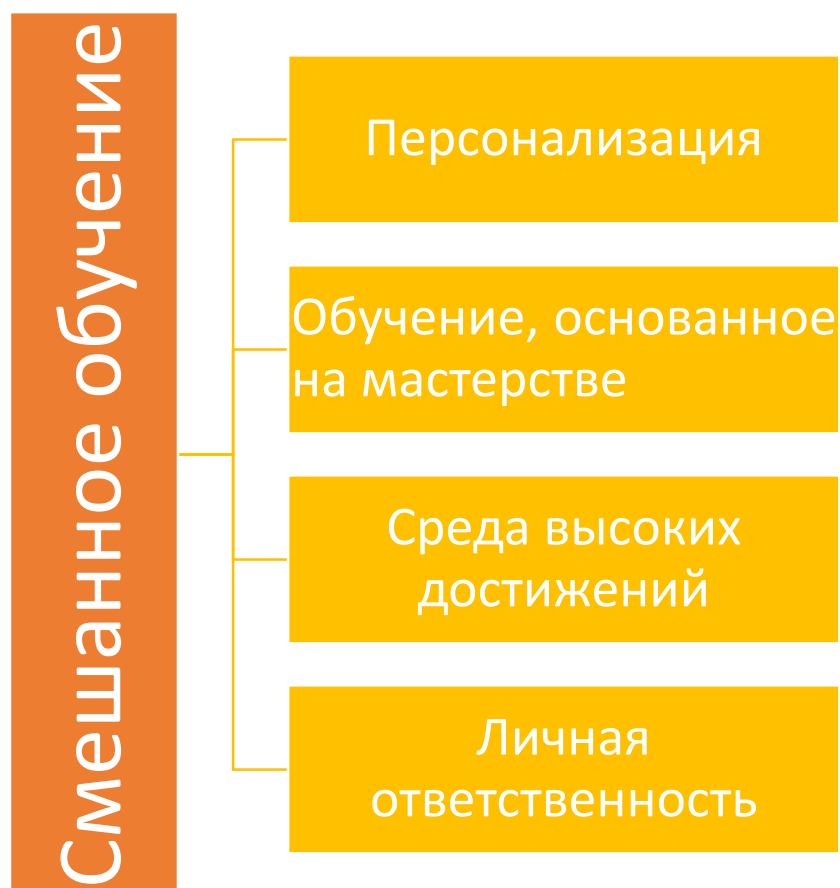 Смешанное обучение
Персонализация
Обучение, основанное
на мастерстве
Среда высоких
достижений
Личная
ответственность